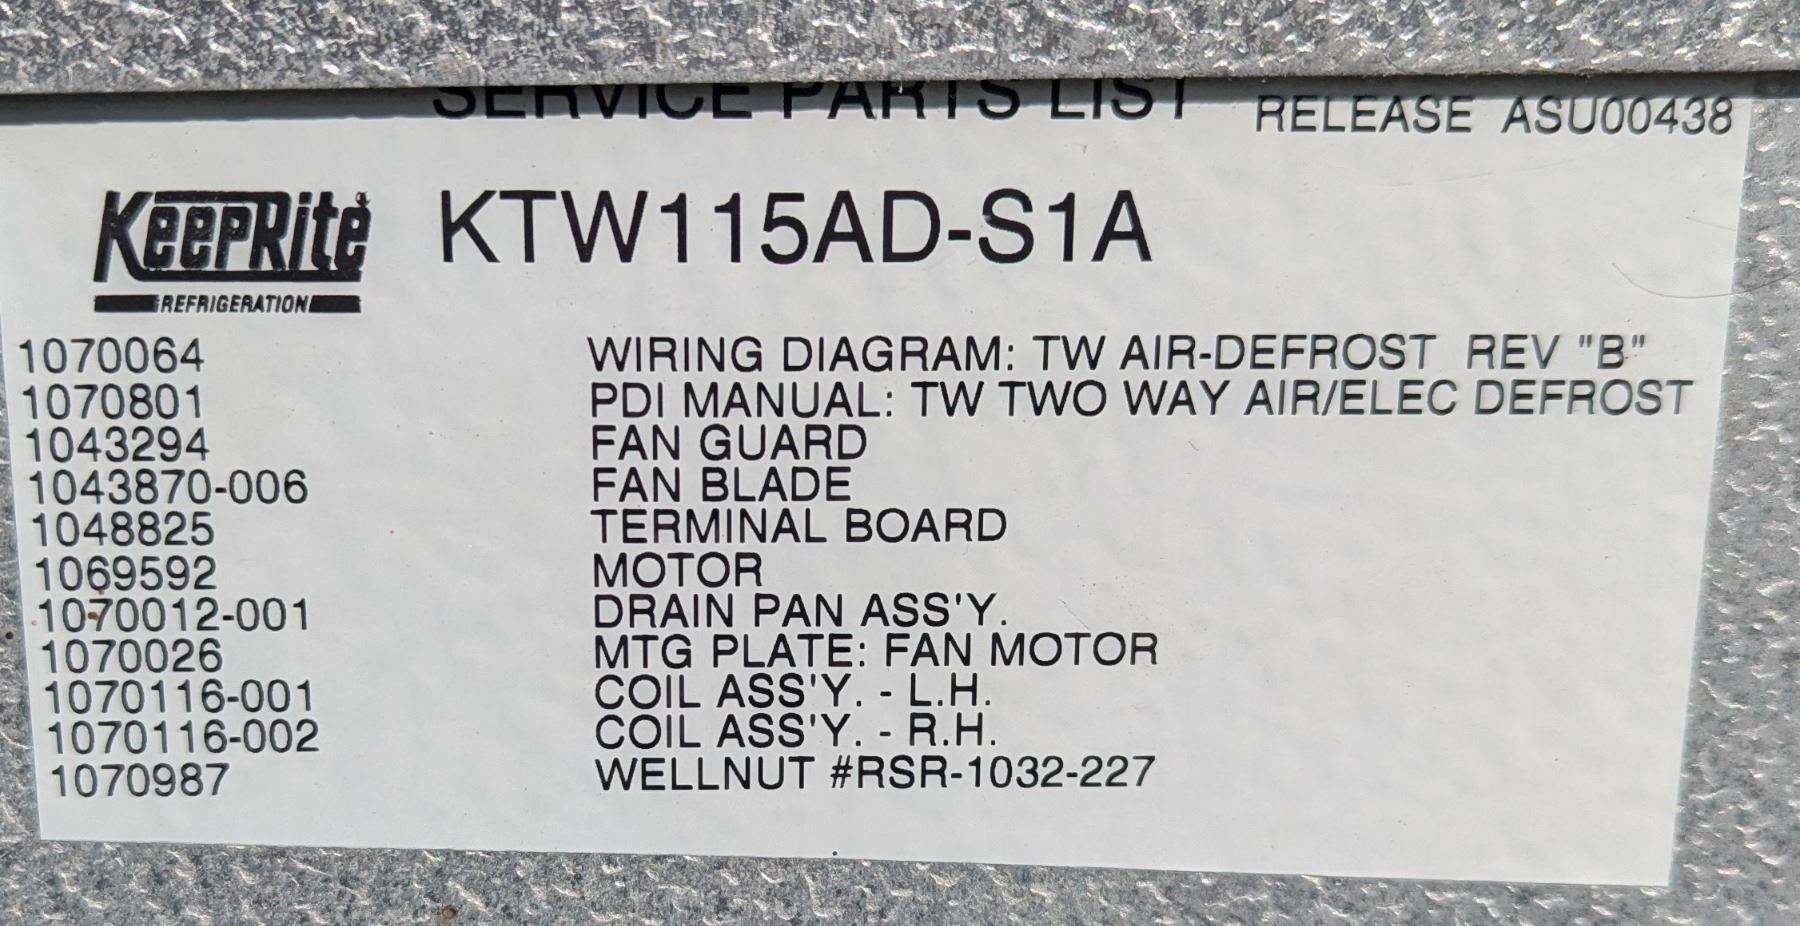 SERVICE PARTS LIST RELEASE ASU00438
KeepRite KTW115AD-S1A
REFRIGERATION
1070064 WIRING DIAGRAM: TW AIR-DEFROST REV "B"
1070801 PDI MANUAL: TW TWO WAY AIR/ELEC DEFROST
1043294 FAN GUARD
1043870-006 FAN BLADE
1048825 TERMINAL BOARD
1069592 MOTOR
1070012-001 DRAIN PAN ASS'Y.
1070026 MTG PLATE: FAN MOTOR
1070116-001 COIL ASS'Y. - L.H.
1070116-002 COIL ASS'Y. - R.H.
1070987 WELLNUT #RSR-1032-227